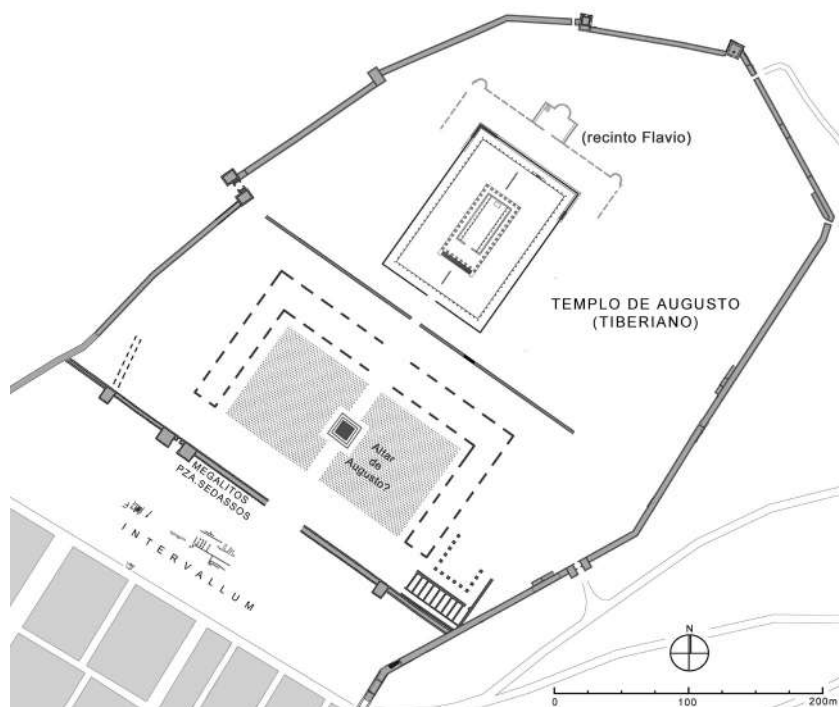 (recinto Flavio)
TEMPLO DE AUGUSTO
(TIBERIANO)
Altar
de
Augusto?
MEGALITOS
PZA.SEDASSOS
INTERVALLUM
N
0 100 200m